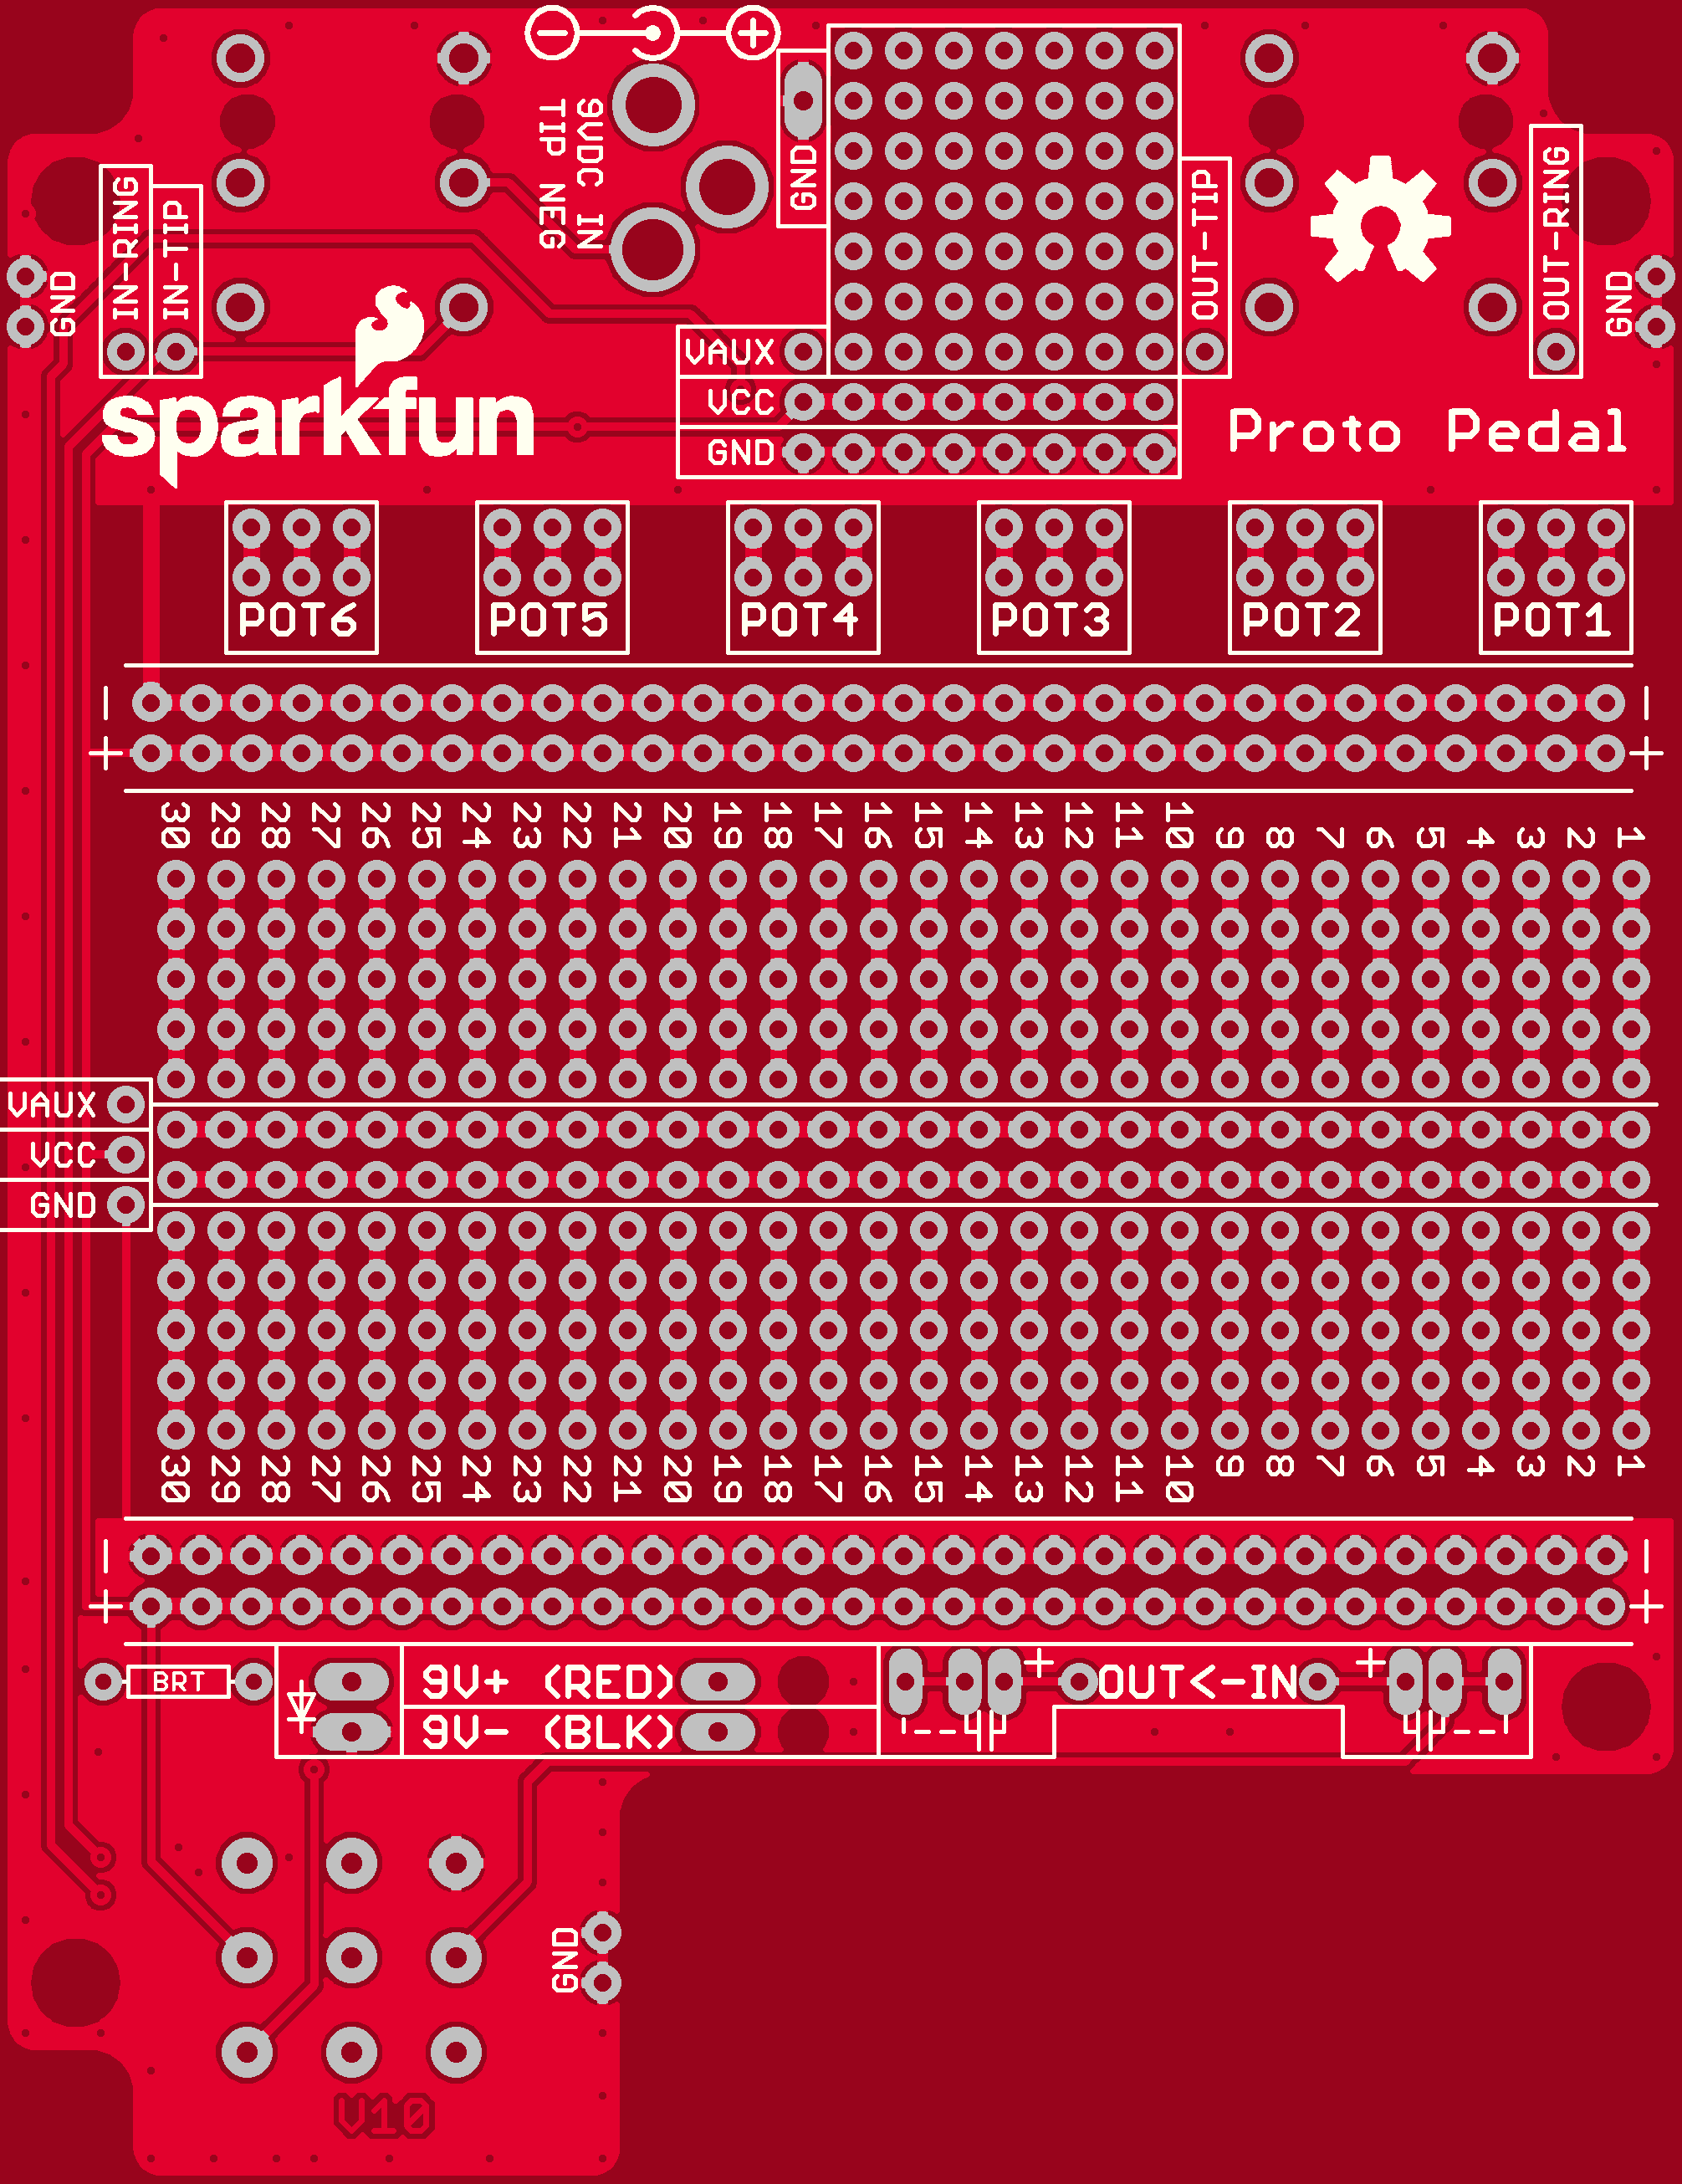 9VDC IN
TIP NEG
GND
IN-RING
IN-TIP
GND
OUT-TIP
OUT-RING
GND
sparkfun
VAUX
VCC
GND
Proto Pedal
POT6 POT5 POT4 POT3 POT2 POT1
− −
+ +
30 29 28 27 26 25 24 23 22 21 20 19 18 17 16 15 14 13 12 11 10 9 8 7 6 5 4 3 2 1
VAUX
VCC
GND
30 29 28 27 26 25 24 23 22 21 20 19 18 17 16 15 14 13 12 11 10 9 8 7 6 5 4 3 2 1
− −
+ +
BRT
9V+ (RED)
9V- (BLK)
+ OUT<-IN +
GND
V10